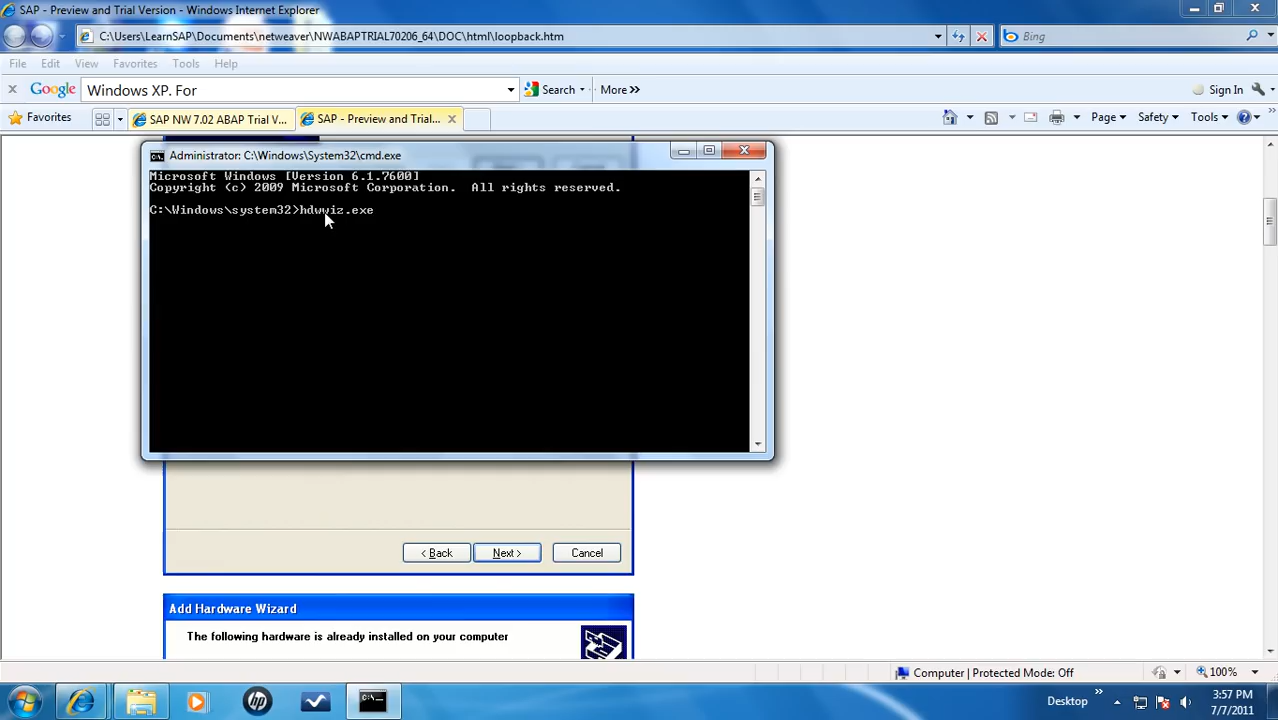 SAP - Preview and Trial Version - Windows Internet Explorer
C:\Users\LearnSAP\Documents\netweaver\NWABAPTRIAL70206_64\DOC\html\loopback.htm
Bing
File Edit View Favorites Tools Help
Google Windows XP. For Search More >> Sign In
Favorites SAP NW 7.02 ABAP Trial V... SAP - Preview and Trial... Page Safety Tools
Administrator: C:\Windows\System32\cmd.exe
Microsoft Windows [Version 6.1.7600]
Copyright (c) 2009 Microsoft Corporation. All rights reserved.
C:\Windows\system32>hdwwiz.exe
< Back Next > Cancel
Add Hardware Wizard
The following hardware is already installed on your computer
Computer | Protected Mode: Off 100%
hp Desktop 3:57 PM
7/7/2011